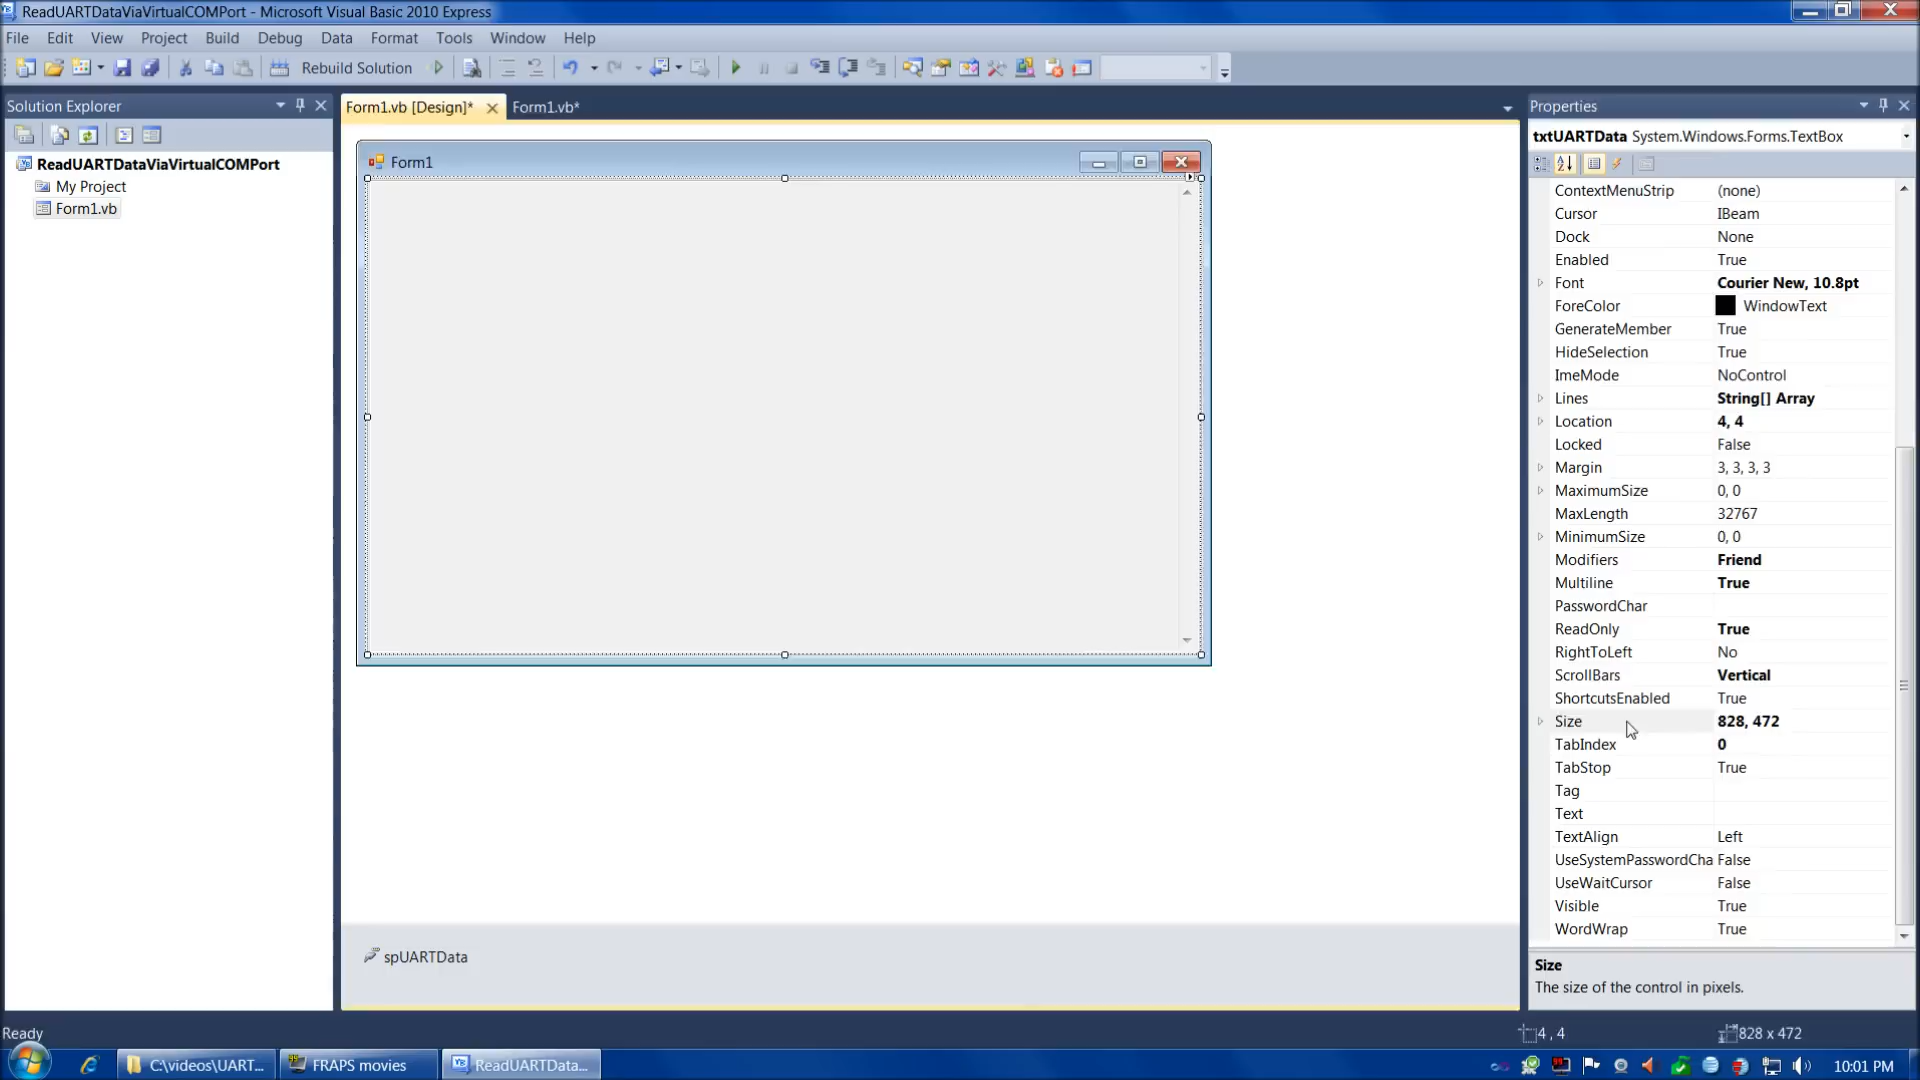 ReadUARTDataViaVirtualCOMPort - Microsoft Visual Basic 2010 Express
File Edit View Project Build Debug Data Format Tools Window Help
Rebuild Solution
Solution Explorer
ReadUARTDataViaVirtualCOMPort
My Project
Form1.vb
Form1.vb [Design]* Form1.vb*
Form1
spUARTData
Properties
txtUARTData System.Windows.Forms.TextBox
ContextMenuStrip (none)
Cursor IBeam
Dock None
Enabled True
Font Courier New, 10.8pt
ForeColor WindowText
GenerateMember True
HideSelection True
ImeMode NoControl
Lines String[] Array
Location 4, 4
Locked False
Margin 3, 3, 3, 3
MaximumSize 0, 0
MaxLength 32767
MinimumSize 0, 0
Modifiers Friend
Multiline True
PasswordChar
ReadOnly True
RightToLeft No
ScrollBars Vertical
ShortcutsEnabled True
Size 828, 472
TabIndex 0
TabStop True
Tag
Text
TextAlign Left
UseSystemPasswordCha False
UseWaitCursor False
Visible True
WordWrap True
Size
The size of the control in pixels.
Ready 4 , 4 828 x 472
C:\videos\UART... FRAPS movies ReadUARTData... 10:01 PM